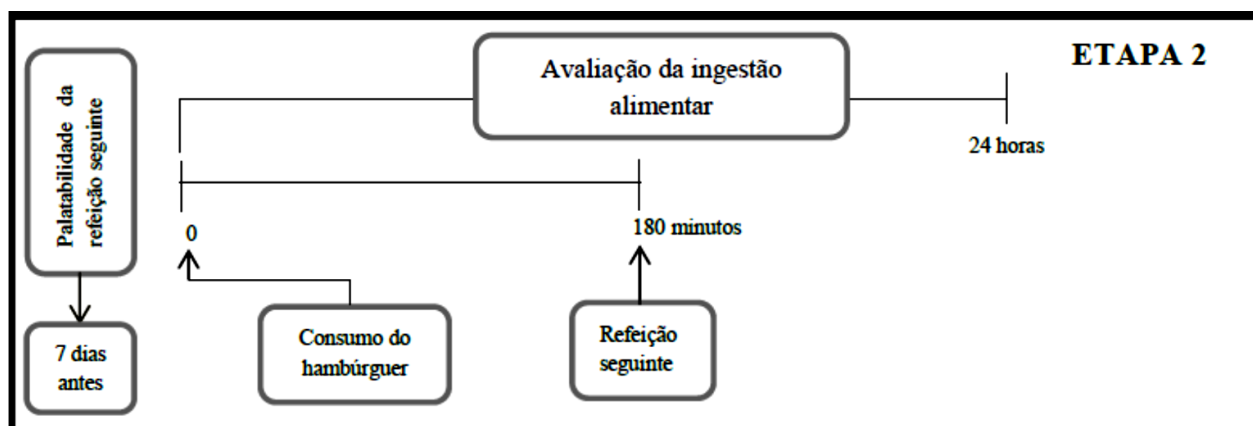 ETAPA 2
Palatabilidade da
refeição seguinte
Avaliação da ingestão
alimentar
24 horas
0
180 minutos
7 dias
antes
Consumo do
hambúrguer
Refeição
seguinte